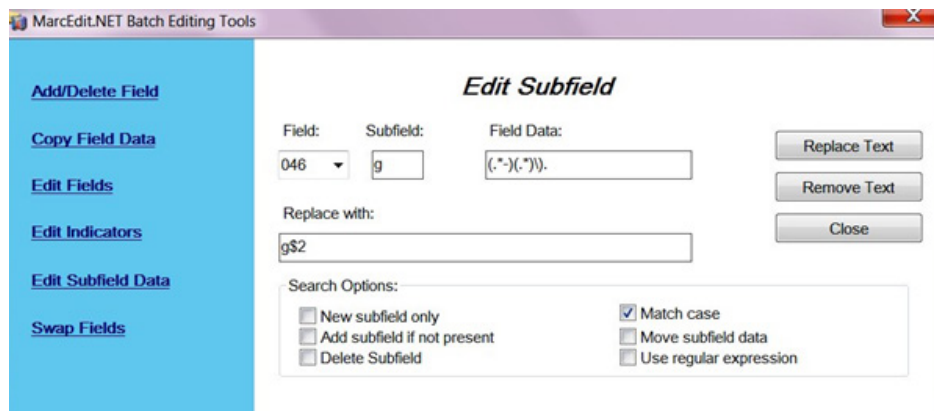 MarcEdit.NET Batch Editing Tools
X
Add/Delete Field
Copy Field Data
Edit Fields
Edit Indicators
Edit Subfield Data
Swap Fields
Edit Subfield
Field: Subfield: Field Data:
046 g (.*-)(.*)\).
Replace with:
g$2
Replace Text
Remove Text
Close
Search Options:
New subfield only
Add subfield if not present
Delete Subfield
Match case
Move subfield data
Use regular expression